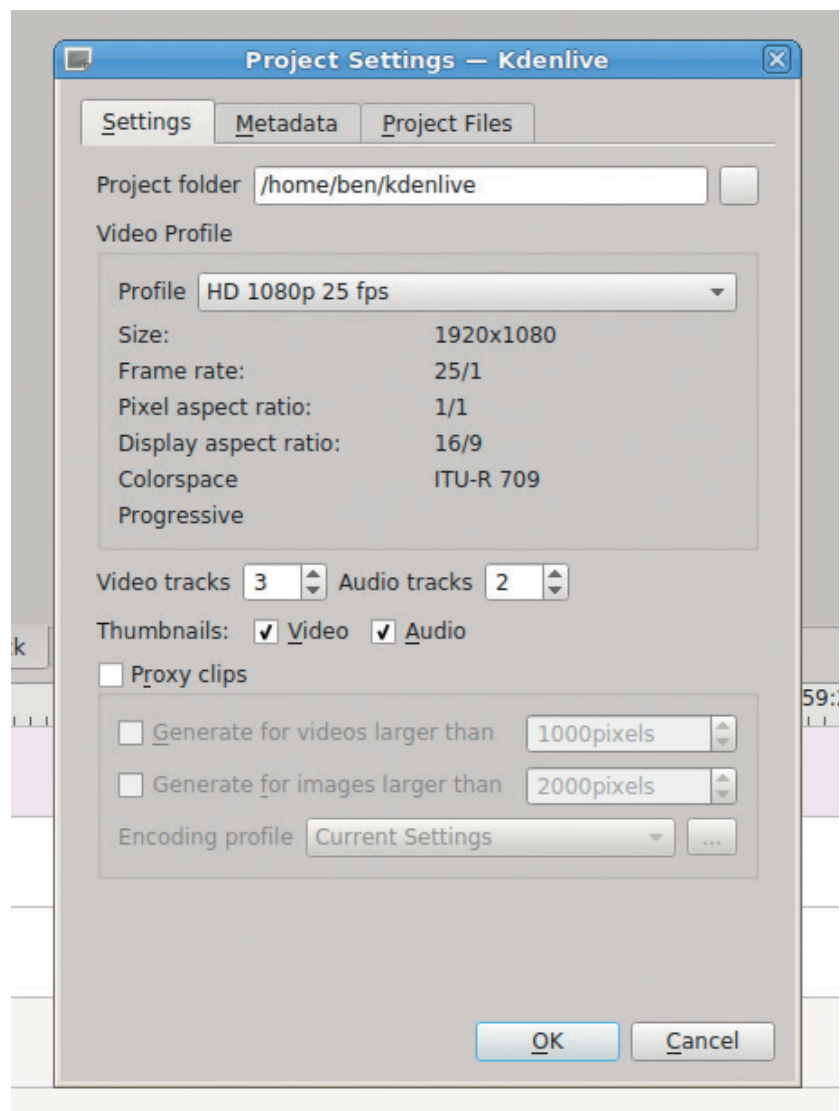 Project Settings — Kdenlive
Settings Metadata Project Files
Project folder /home/ben/kdenlive
Video Profile
Profile HD 1080p 25 fps
Size: 1920x1080
Frame rate: 25/1
Pixel aspect ratio: 1/1
Display aspect ratio: 16/9
Colorspace ITU-R 709
Progressive
Video tracks 3 Audio tracks 2
Thumbnails: Video Audio
k
Proxy clips
59:
Generate for videos larger than 1000pixels
Generate for images larger than 2000pixels
Encoding profile Current Settings ...
OK Cancel